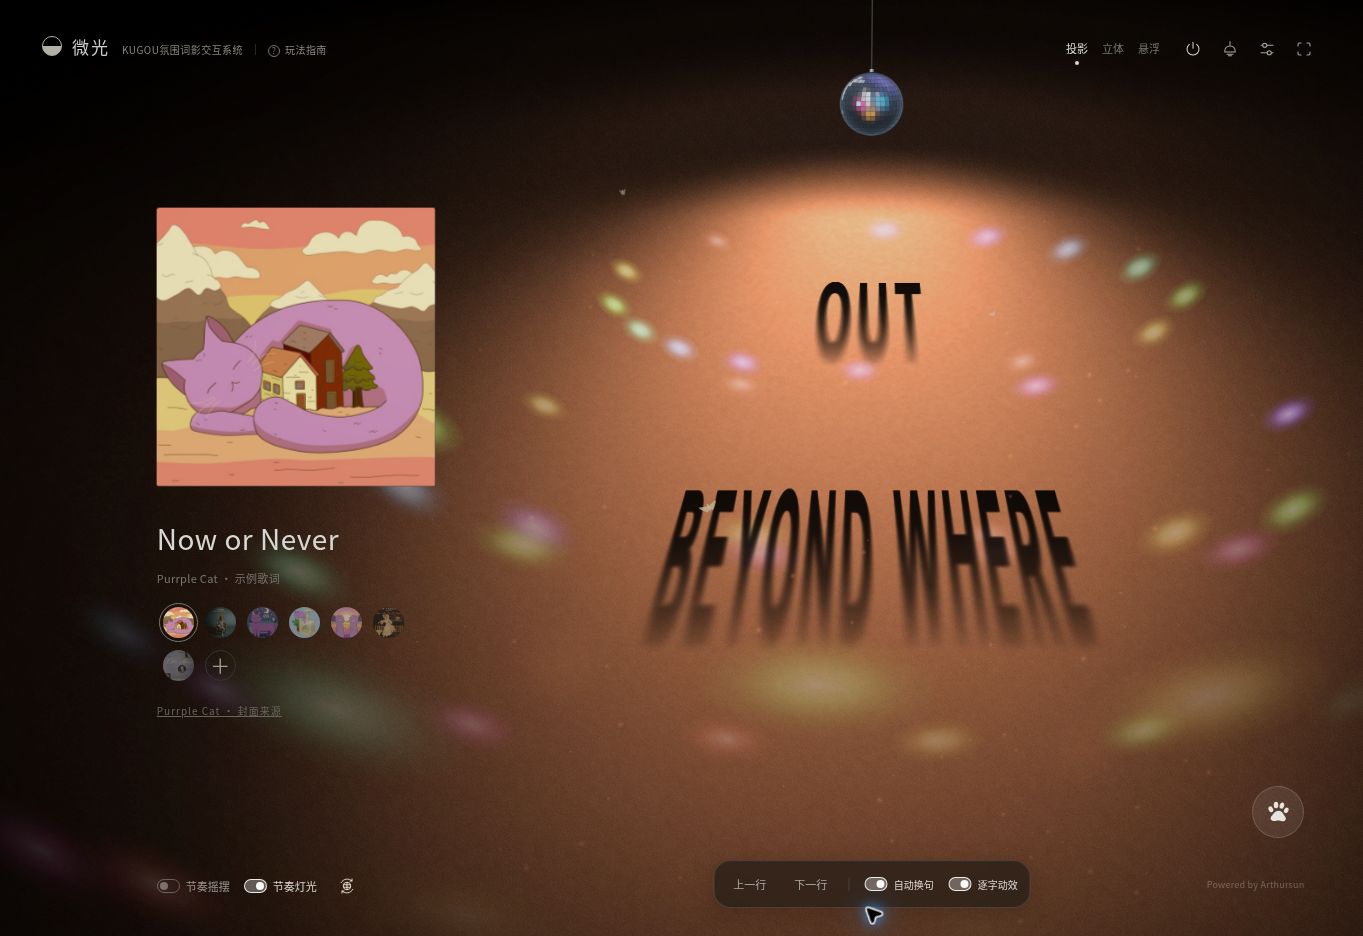 微光 KUGOU氛围词影交互系统 ? 玩法指南
投影 立体 悬浮
OUT
BEYOND WHERE
Now or Never
Purrple Cat · 示例歌词
Purrple Cat · 封面来源
节奏摇摆 节奏灯光
上一行 下一行 自动换句 逐字动效
Powered by Arthursun